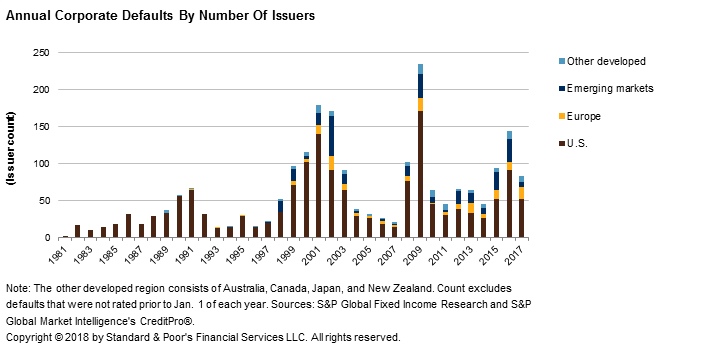 Annual Corporate Defaults By Number Of Issuers
250
200
150
100
50
0
(Issuer count)
1981
1983
1985
1987
1989
1991
1993
1995
1997
1999
2001
2003
2005
2007
2009
2011
2013
2015
2017
Other developed
Emerging markets
Europe
U.S.
Note: The other developed region consists of Australia, Canada, Japan, and New Zealand. Count excludes
defaults that were not rated prior to Jan. 1 of each year. Sources: S&P Global Fixed Income Research and S&P
Global Market Intelligence's CreditPro®.
Copyright © 2018 by Standard & Poor's Financial Services LLC. All rights reserved.